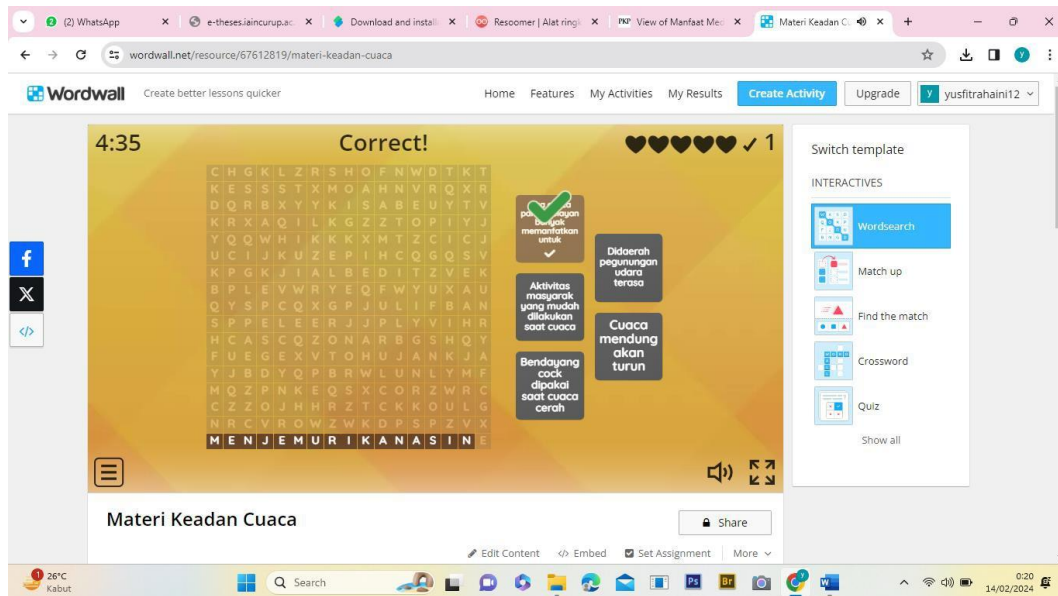 (2) WhatsApp
e-theses.iaincurup.ac
Download and install
Resoomer | Alat ringk
View of Manfaat Med
Materi Keadan Cu
wordwall.net/resource/67612819/materi-keadan-cuaca
Wordwall
Create better lessons quicker
Home Features My Activities My Results Create Activity Upgrade yusfitrahaini12
4:35
Correct!
1
C H G K L Z R S H O F N W D T K T
K E S S S T X M O A H N V R Q X R
D Q R B X Y Y K I S A B E U Y T V
K R X A Q J L K G Z Z T O P I Y J
Y Q Q W H I K K K X M T Z C I C J
U C I J K U Z E P I H C Q G Q S V
K P G K J I A L B E D I T Z V E K
B P L E V W R Y E Q I W Y U X A U
Q Y S P C Q X G P J U L I F B A N
S P P E L E E R J J P L Y V T H R
H C A S C Q Z O N A R B G S H Q Y
F U E G E X V T O H U J A N K J A
Y J B D Y Q P B R W L U N L Y M F
M Q Z P N K E Q S X C O R Z W R C
C Z Z O J H H R Z T C K K O U L G
N R C V R O W Z W K D P S P Z V X
M E N J E M U R I K A N A S I N E
banyak
memanfatkan
untuk
Aktivitas
masyarak
yang mudah
dilakukan
saat cuaca
Bendayang
cock
dipakai
saat cuaca
cerah
Didaerah
pegunungan
udara
terasa
Cuaca
mendung
akan
turun
Switch template
INTERACTIVES
Wordsearch
Match up
Find the match
Crossword
Quiz
Show all
Materi Keadan Cuaca
Share
Edit Content Embed Set Assignment More
26°C
Kabut
Search
0:20
14/02/2024